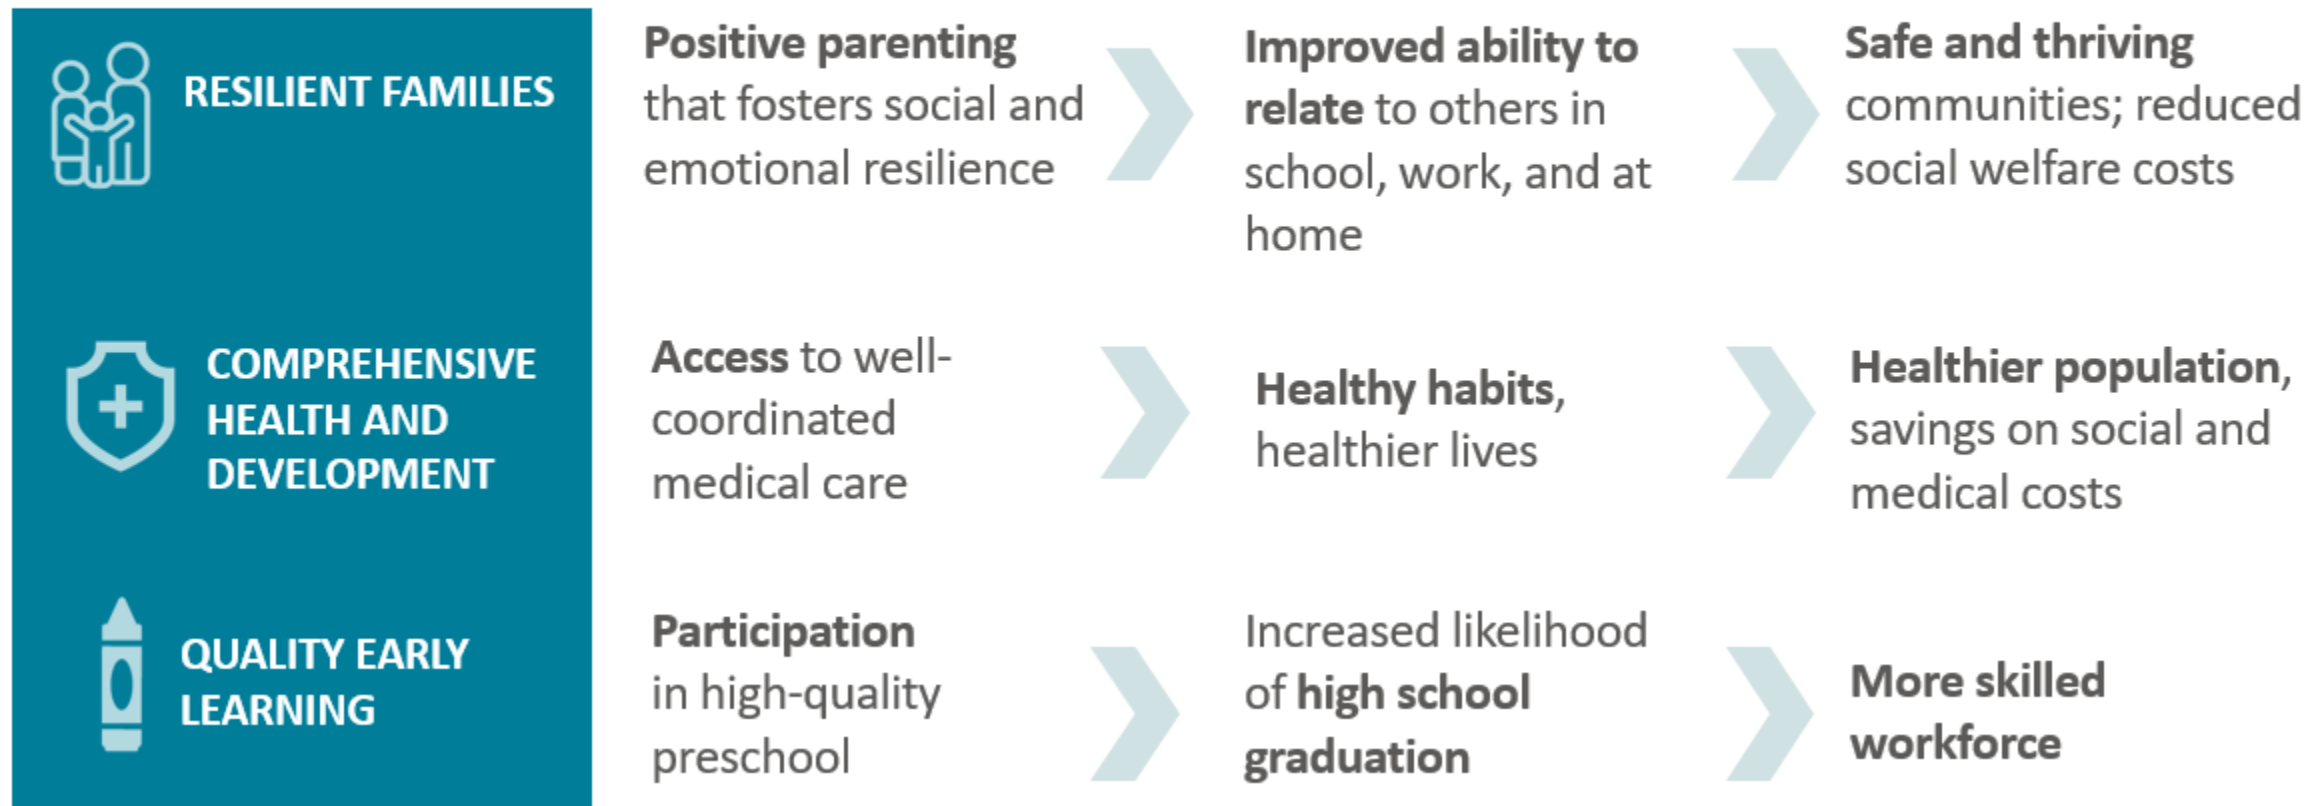 RESILIENT FAMILIES
Positive parenting
that fosters social and
emotional resilience
Improved ability to
relate to others in
school, work, and at
home
Safe and thriving
communities; reduced
social welfare costs
COMPREHENSIVE
HEALTH AND
DEVELOPMENT
Access to well-
coordinated
medical care
Healthy habits,
healthier lives
Healthier population,
savings on social and
medical costs
QUALITY EARLY
LEARNING
Participation
in high-quality
preschool
Increased likelihood
of high school
graduation
More skilled
workforce